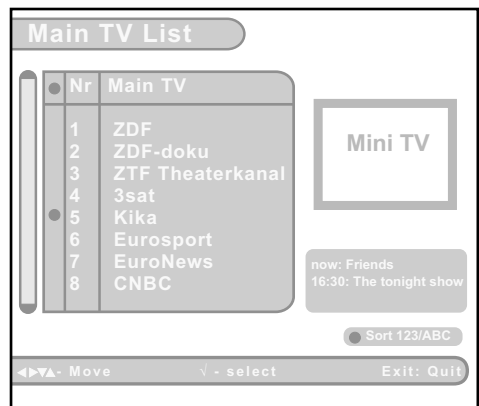 Main TV List
Nr Main TV
1 ZDF
2 ZDF-doku
3 ZTF Theaterkanal
4 3sat
5 Kika
6 Eurosport
7 EuroNews
8 CNBC
Mini TV
now: Friends
16:30: The tonight show
Sort 123/ABC
◀▶▼▲- Move √ - select Exit: Quit